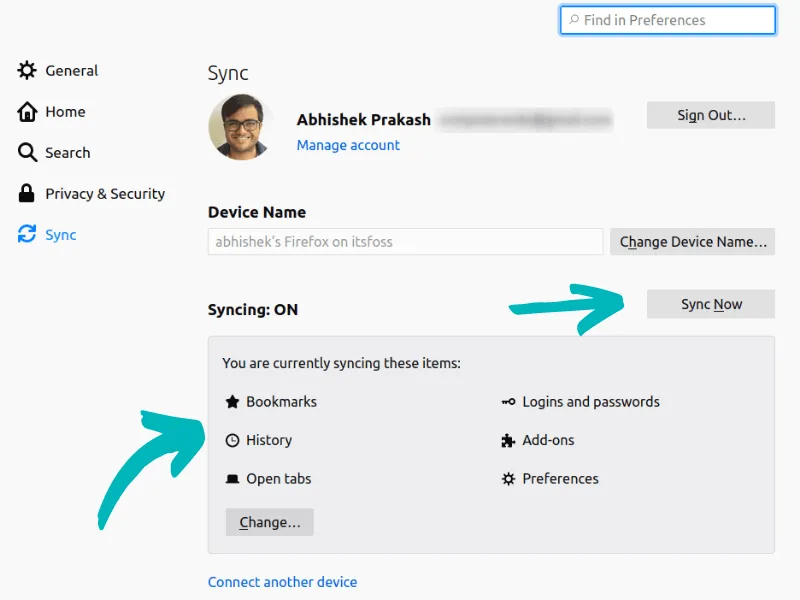 Find in Preferences
General
Home
Search
Privacy & Security
Sync
Sync
Abhishek Prakash
Sign Out...
Manage account
Device Name
abhishek's Firefox on itsfoss
Change Device Name...
Syncing: ON
Sync Now
You are currently syncing these items:
Bookmarks
Logins and passwords
History
Add-ons
Open tabs
Preferences
Change...
Connect another device